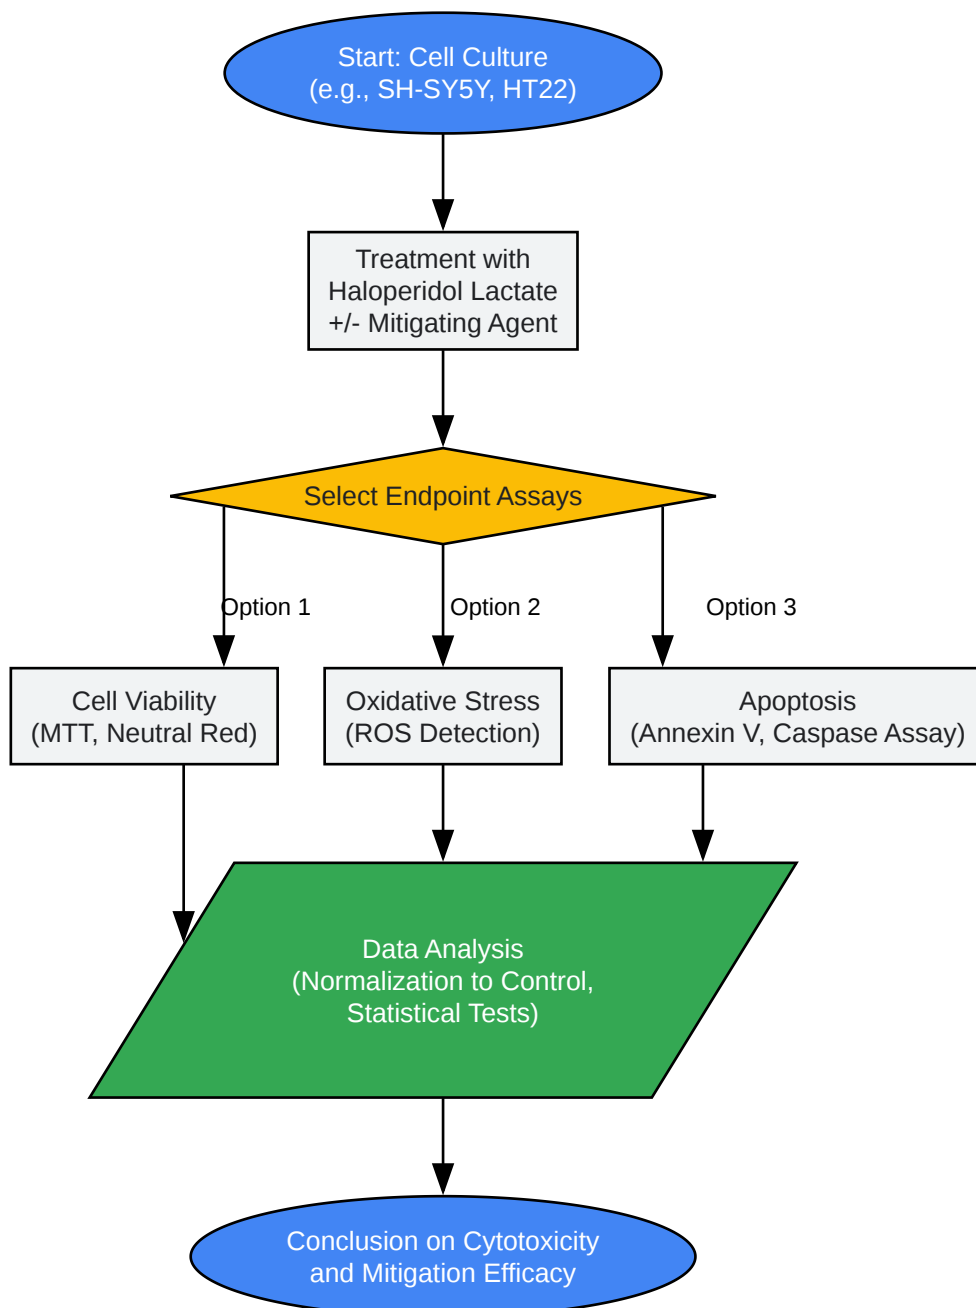 Start: Cell Culture
(e.g., SH-SY5Y, HT22)
Treatment with
Haloperidol Lactate
+/- Mitigating Agent
Select Endpoint Assays
Option 1
Option 2
Option 3
Cell Viability
(MTT, Neutral Red)
Oxidative Stress
(ROS Detection)
Apoptosis
(Annexin V, Caspase Assay)
Data Analysis
(Normalization to Control,
Statistical Tests)
Conclusion on Cytotoxicity
and Mitigation Efficacy